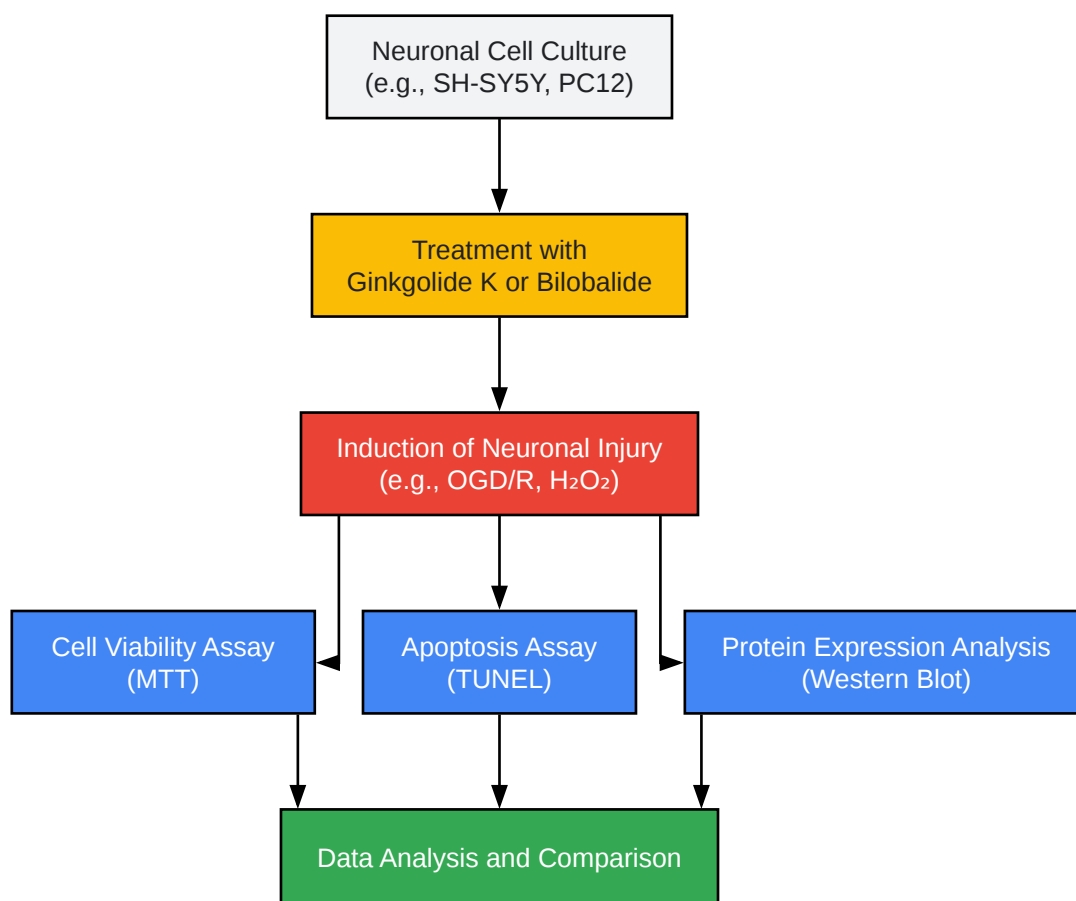 Neuronal Cell Culture
(e.g., SH-SY5Y, PC12)
Treatment with
Ginkgolide K or Bilobalide
Induction of Neuronal Injury
(e.g., OGD/R, H₂O₂)
Cell Viability Assay
(MTT)
Apoptosis Assay
(TUNEL)
Protein Expression Analysis
(Western Blot)
Data Analysis and Comparison